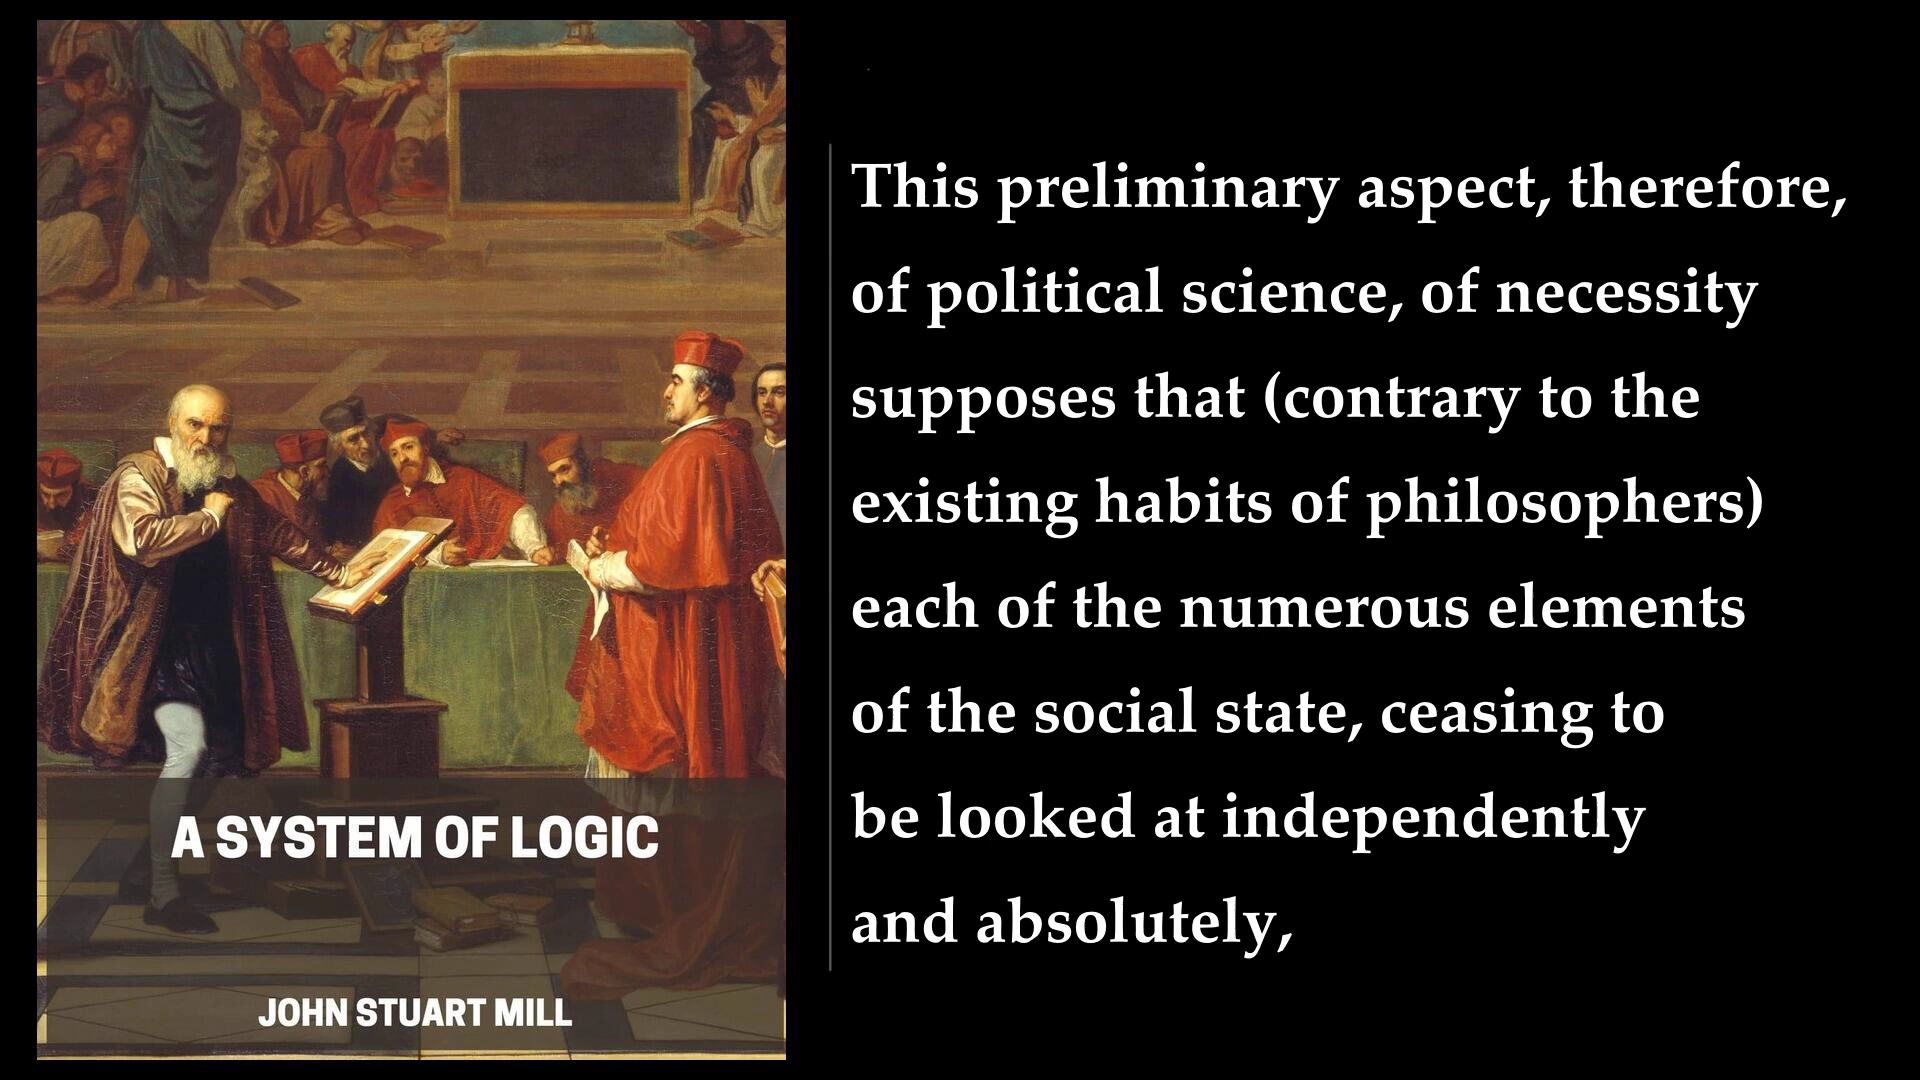 A SYSTEM OF LOGIC
JOHN STUART MILL
This preliminary aspect, therefore,
of political science, of necessity
supposes that (contrary to the
existing habits of philosophers)
each of the numerous elements
of the social state, ceasing to
be looked at independently
and absolutely,